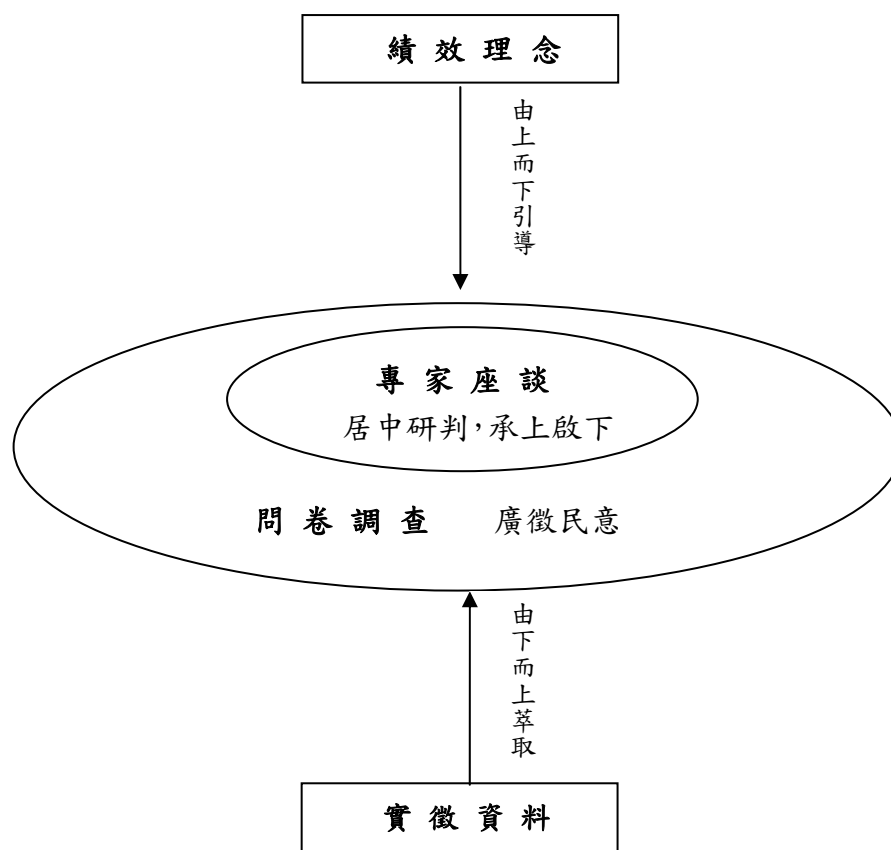 績效理念
由上而下引導
專家座談
居中研判,承上啟下
問卷調查 廣徵民意
由下而上萃取
實徵資料